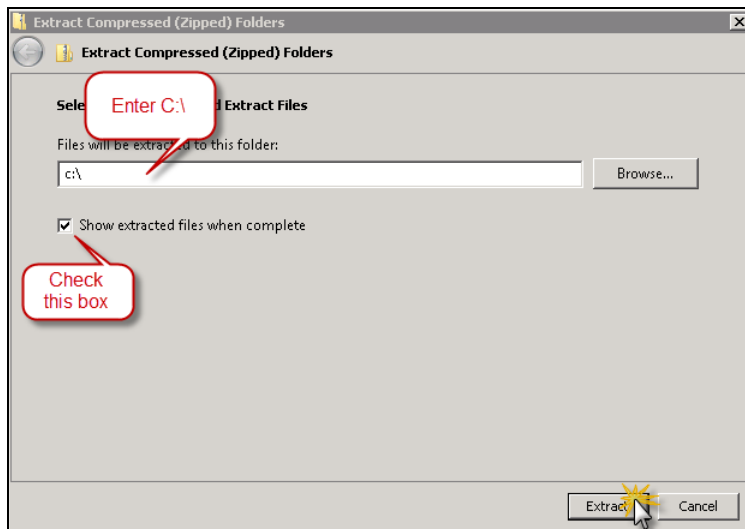 Extract Compressed (Zipped) Folders
Extract Compressed (Zipped) Folders
Enter C:\
Extract Files
Files will be extracted to this folder:
c:\
Browse...
Show extracted files when complete
Check
this box
Extract
Cancel